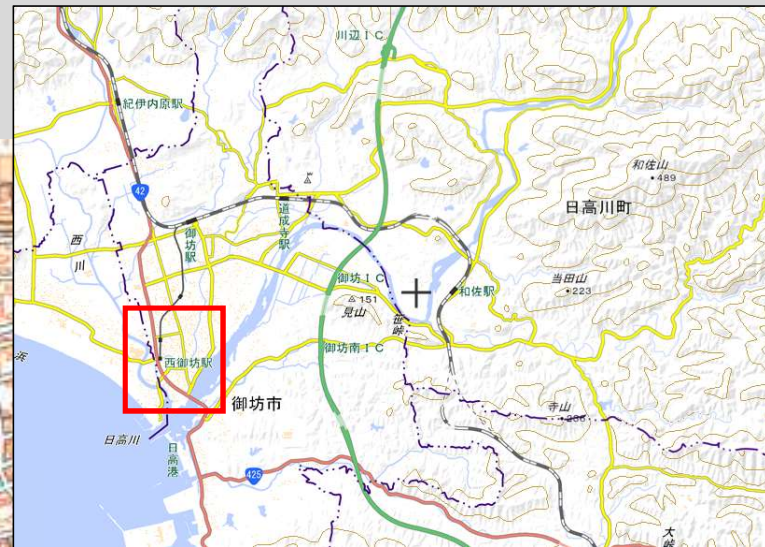 川辺IC
紀伊内原駅
和佐山
・489
42
日高川町
道成寺駅
西川
御坊駅
御坊IC
和佐駅
当田山
・223
151
見山
笹峠
浜
御坊南IC
西御坊駅
御坊市
寺山
日高川
日高港
425
大峠